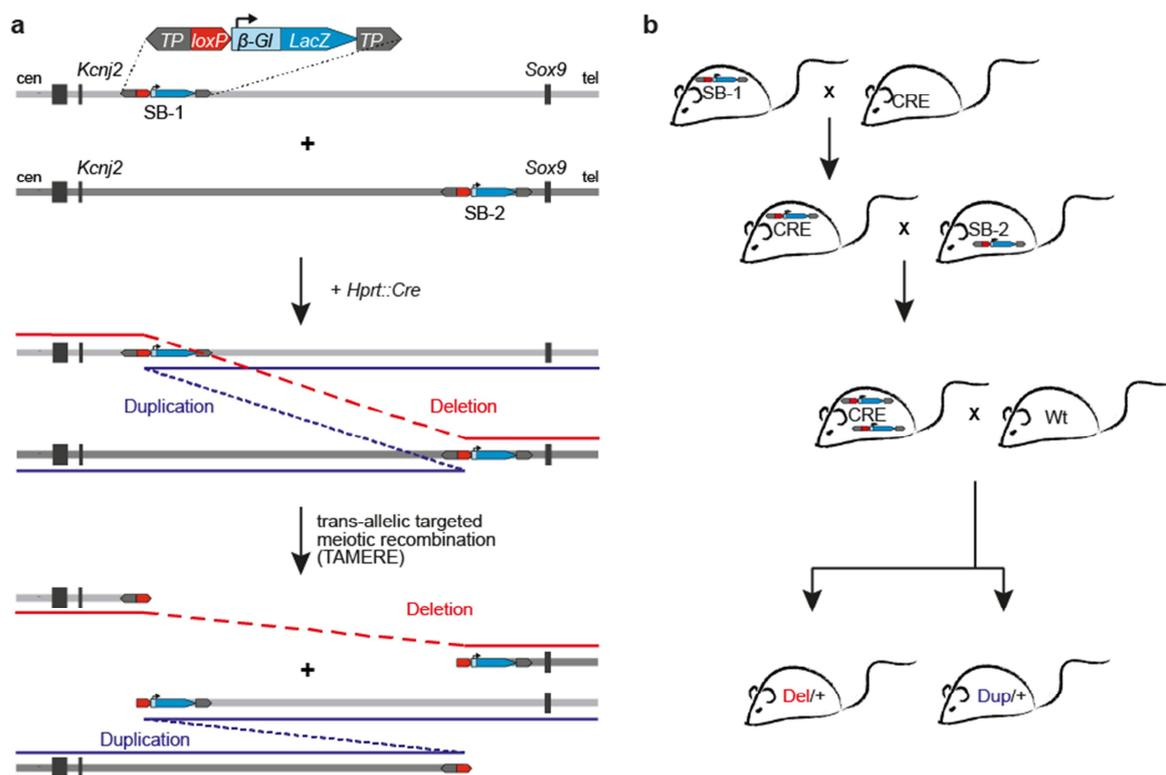 a
TP loxP β-Gl LacZ TP
cen Kcnj2 Sox9 tel
SB-1
+
cen Kcnj2 Sox9 tel
SB-2
+ Hprt::Cre
Duplication Deletion
trans-allelic targeted
meiotic recombination
(TAMERE)
Deletion
+
Duplication
b
SB-1 x CRE
CRE x SB-2
CRE x Wt
Del/+ Dup/+